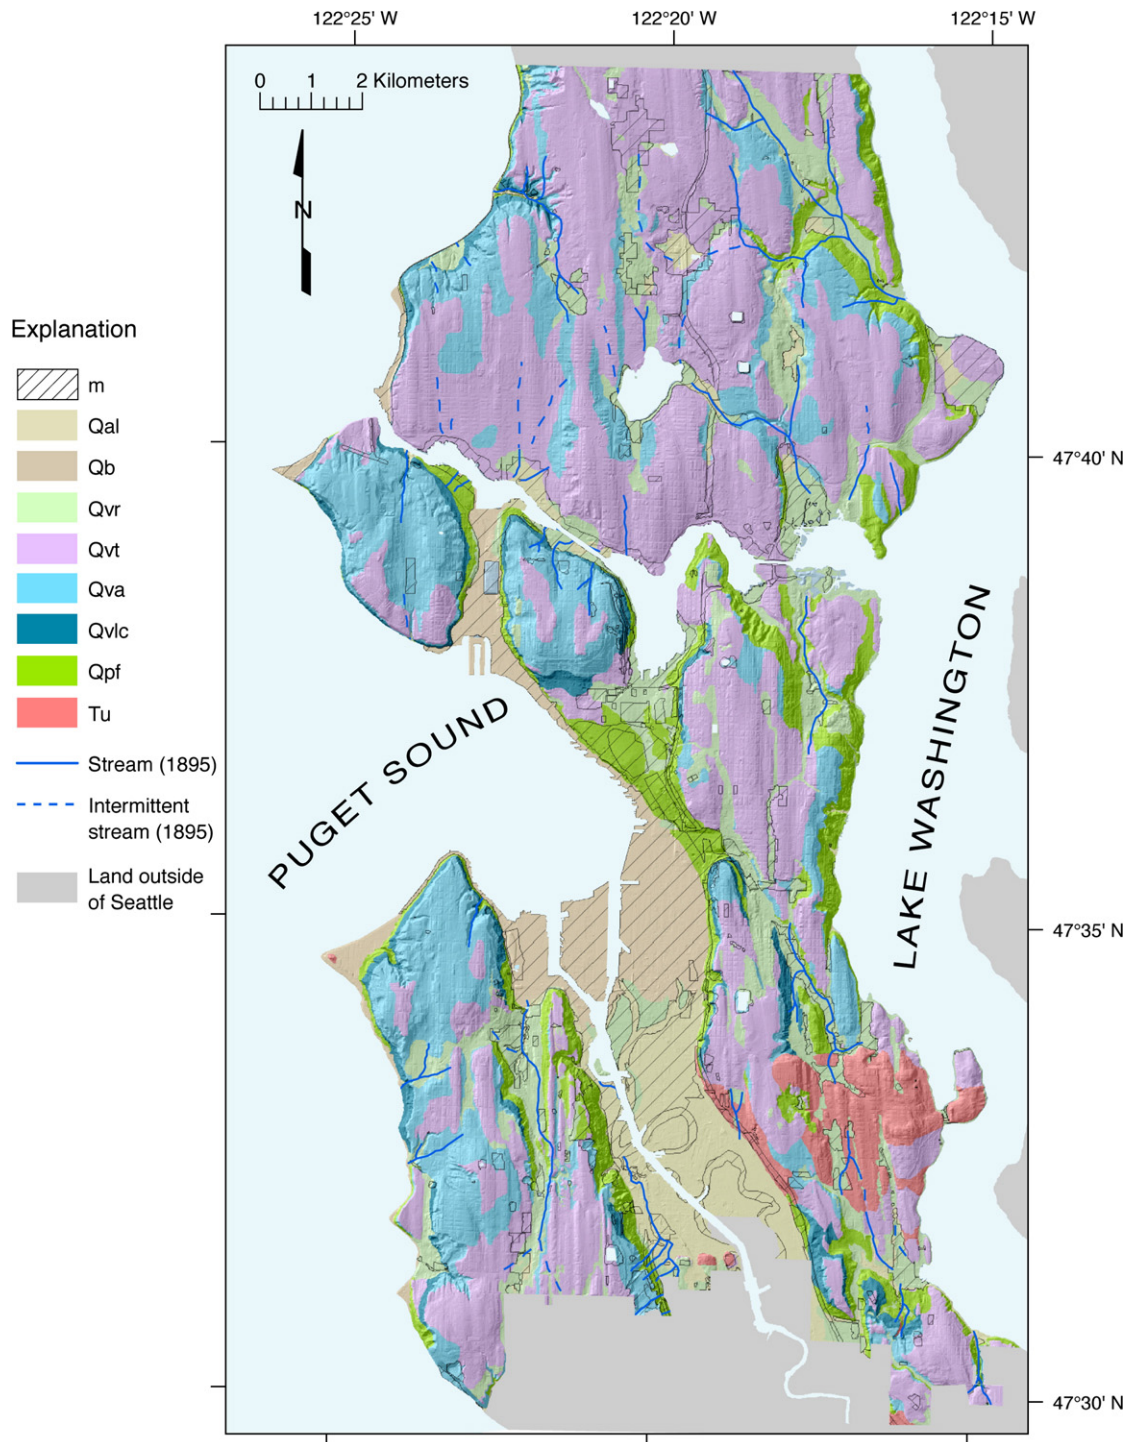 122°25' W
122°20' W
122°15' W
0 1 2 Kilometers
N
Explanation
m
Qal
Qb
Qvr
Qvt
Qva
Qvlc
Qpf
Tu
Stream (1895)
Intermittent
stream (1895)
Land outside
of Seattle
47°40' N
PUGET SOUND
LAKE WASHINGTON
47°35' N
47°30' N